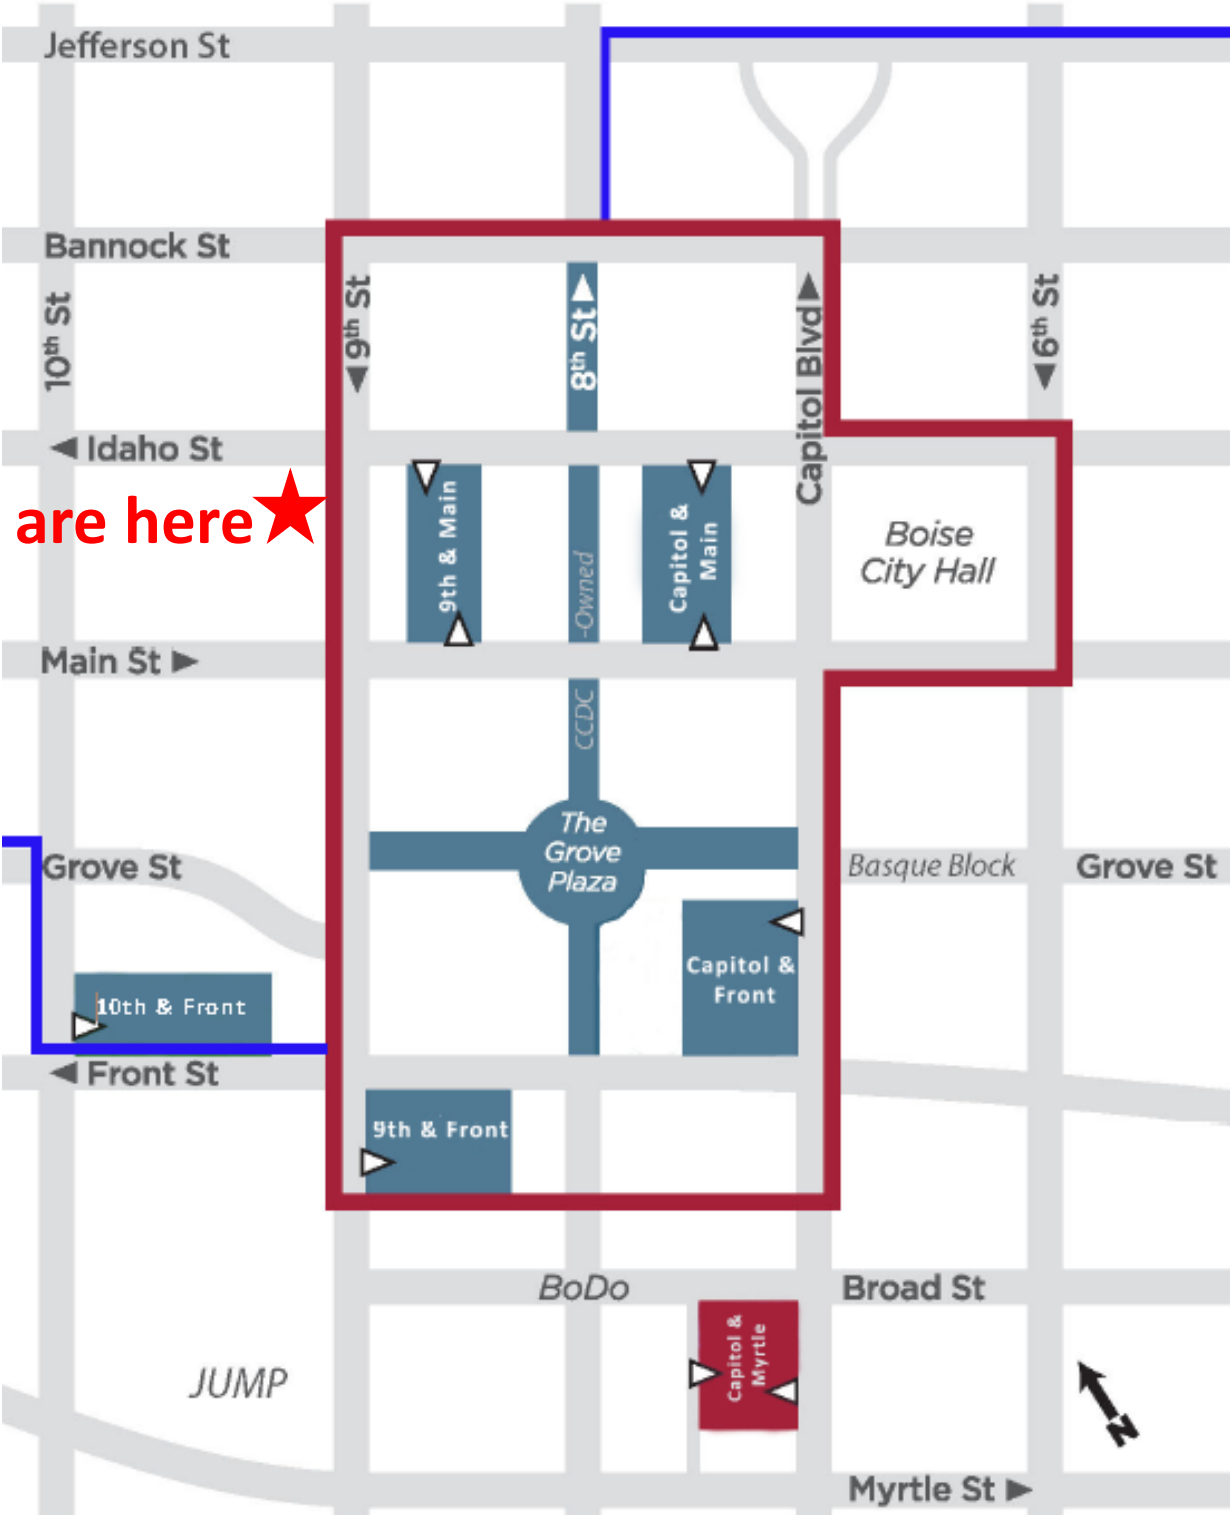 Jefferson St
Bannock St
10th St
9th St
8th St
Capitol Blvd
6th St
Idaho St
are here
9th & Main
-Owned
Capitol &
Main
Boise
City Hall
Main St
CCDC
The
Grove
Plaza
Grove St
Basque Block
Grove St
Capitol &
Front
10th & Front
Front St
9th & Front
BoDo
Broad St
Capitol &
Myrtle
JUMP
N
Myrtle St